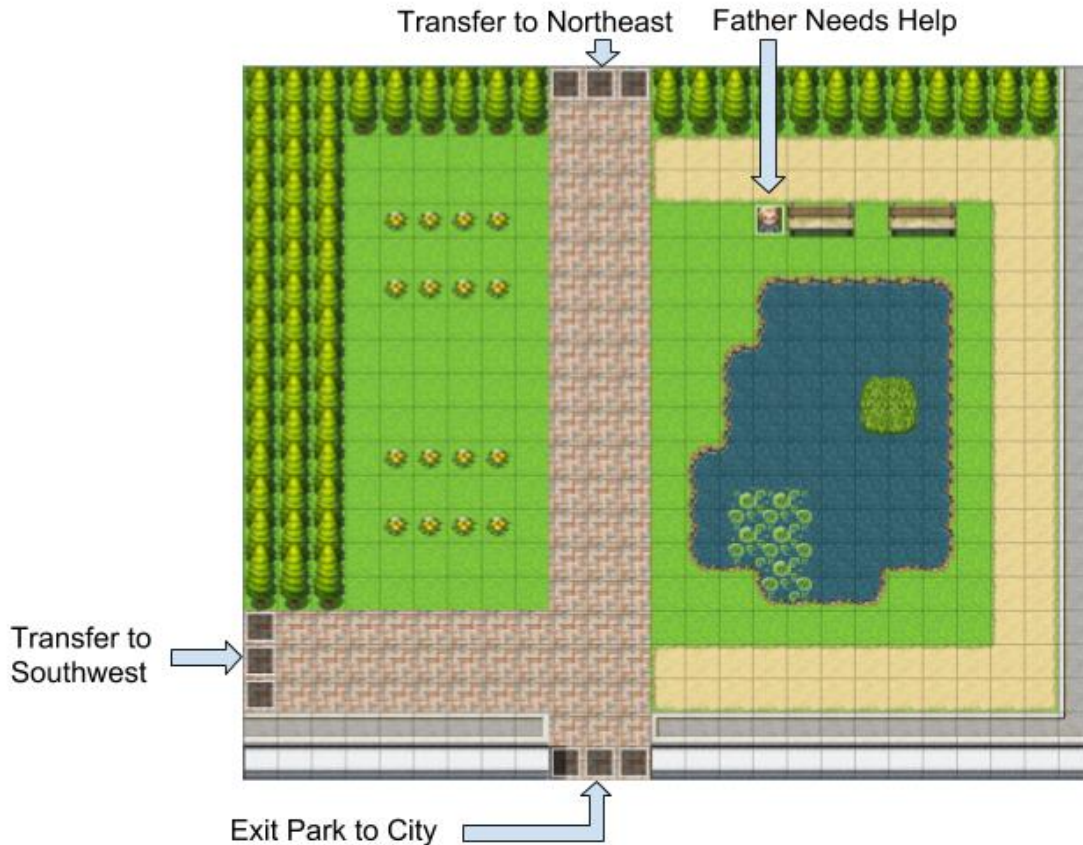 Transfer to Northeast
Father Needs Help
Transfer to
Southwest
Exit Park to City